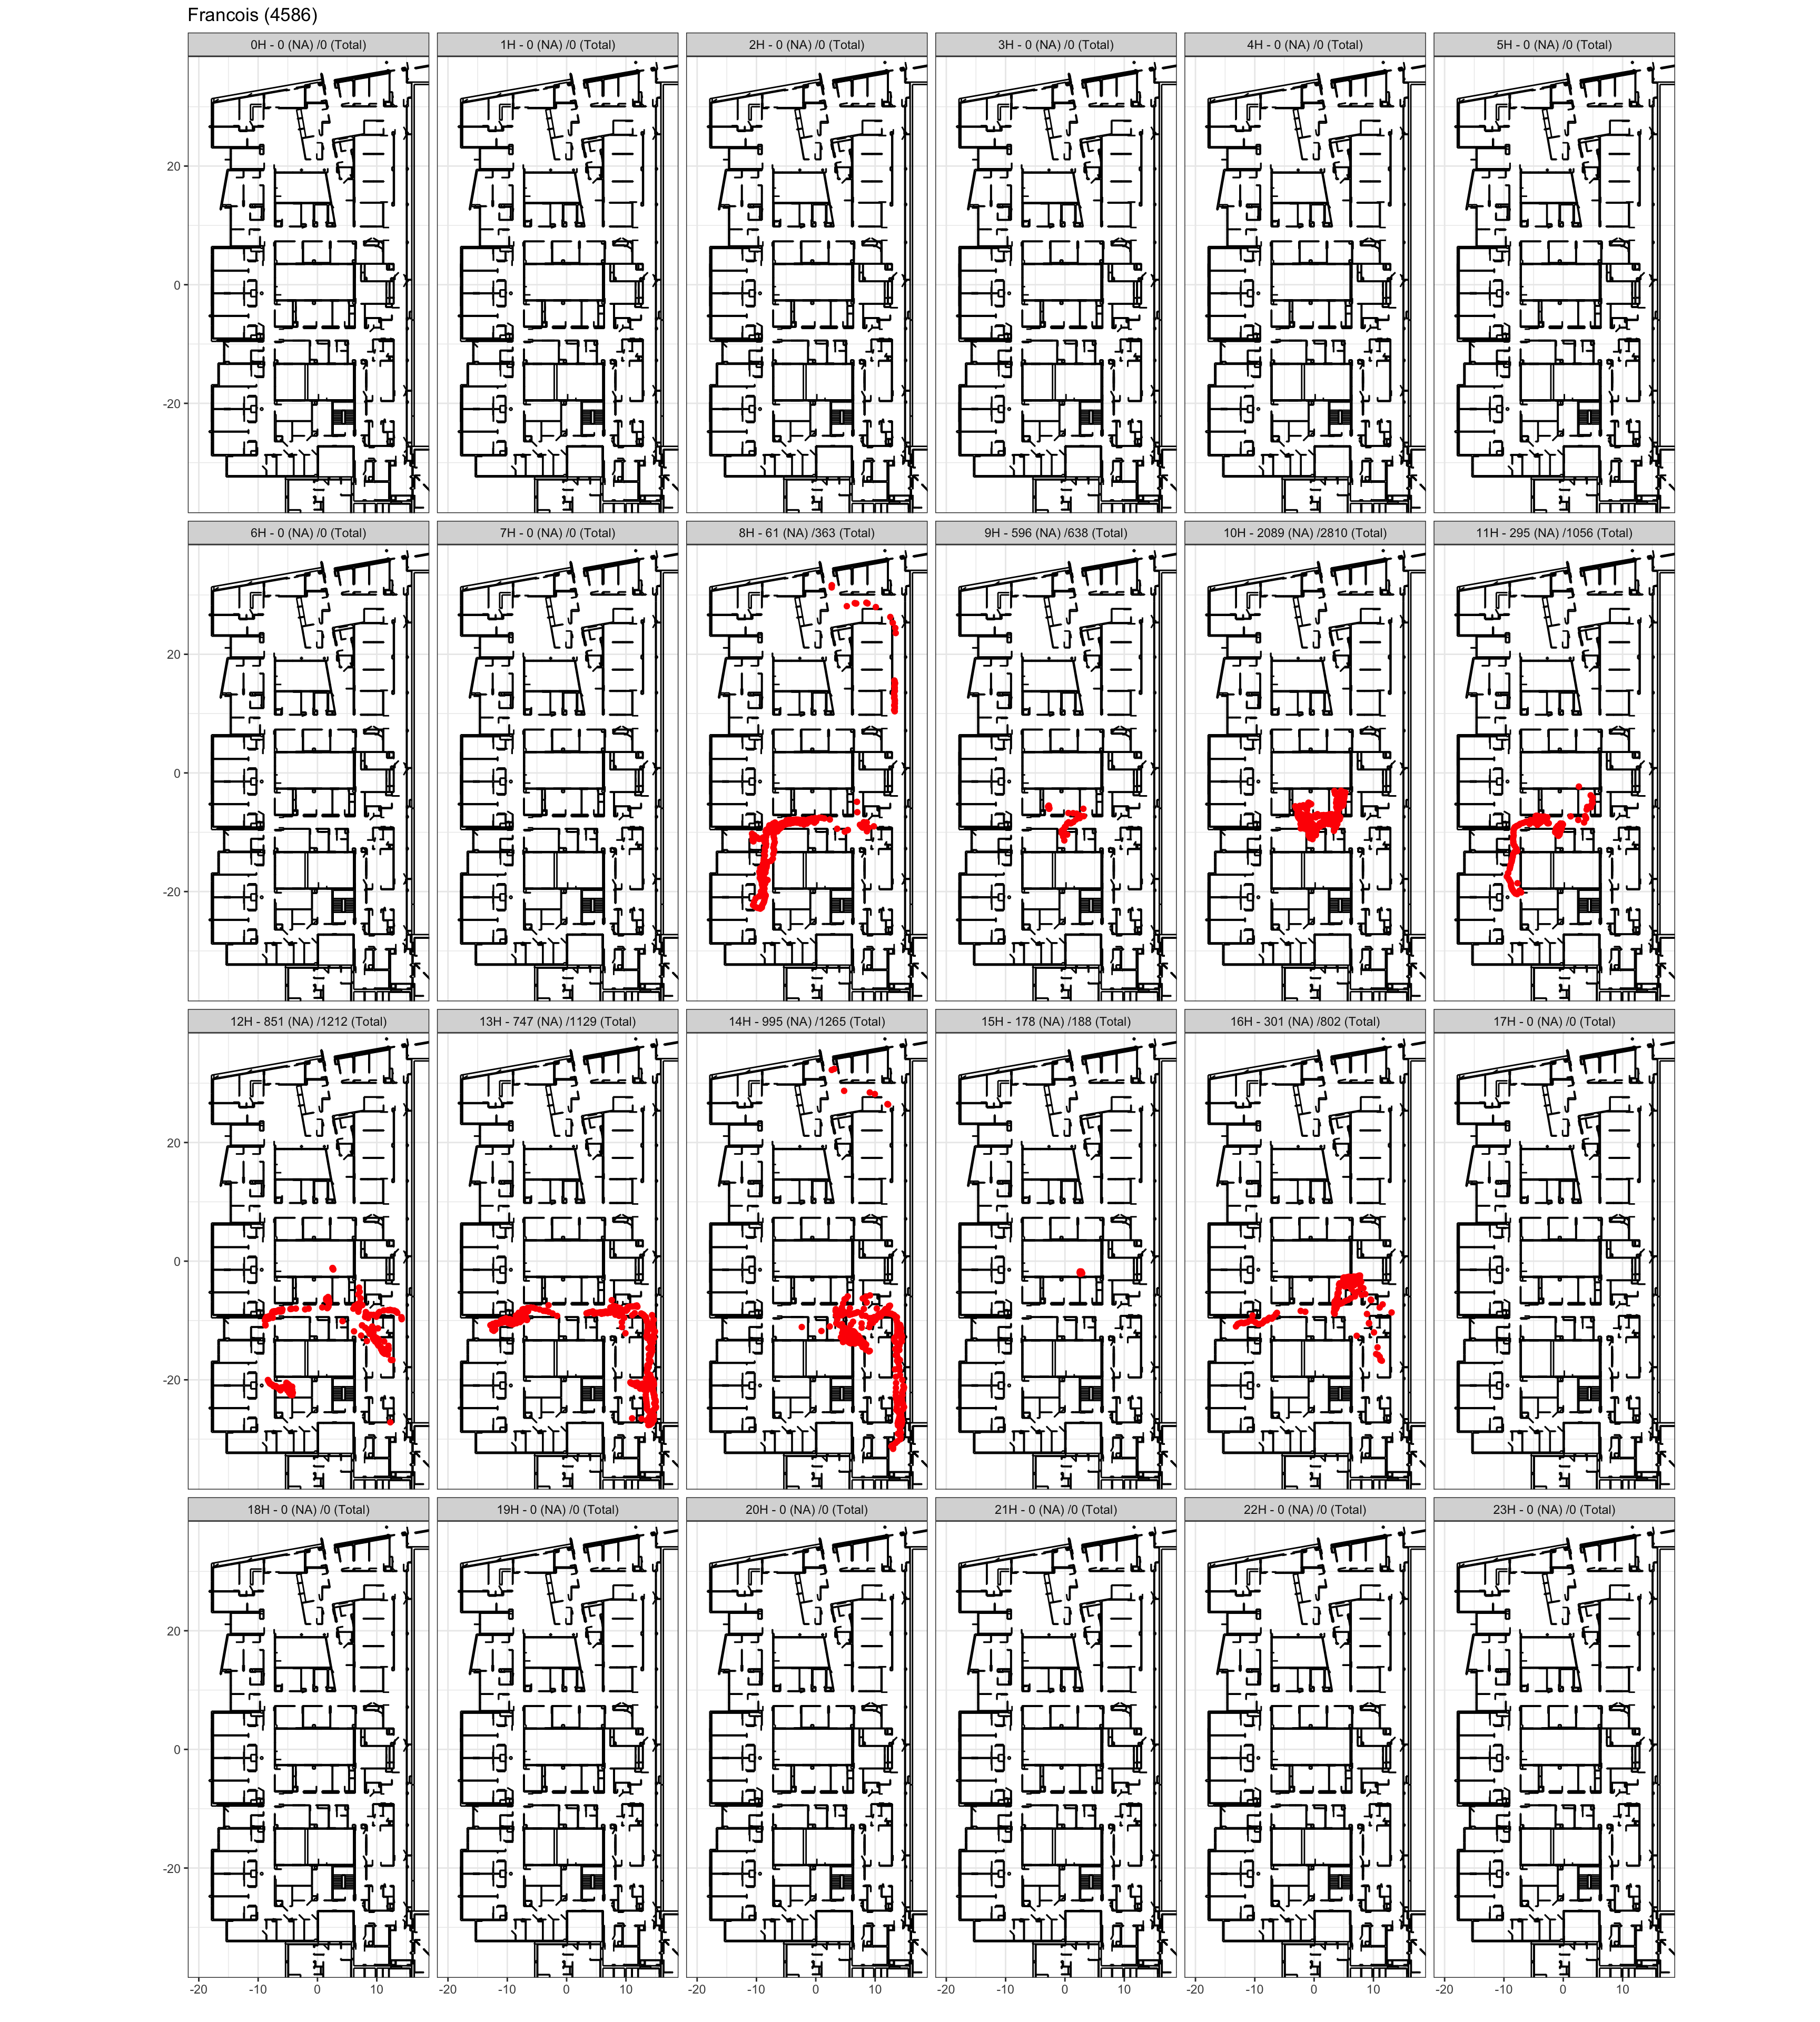 Francois (4586)
0H - 0 (NA) /0 (Total) 1H - 0 (NA) /0 (Total) 2H - 0 (NA) /0 (Total) 3H - 0 (NA) /0 (Total) 4H - 0 (NA) /0 (Total) 5H - 0 (NA) /0 (Total)
20
0
-20
6H - 0 (NA) /0 (Total) 7H - 0 (NA) /0 (Total) 8H - 61 (NA) /363 (Total) 9H - 596 (NA) /638 (Total) 10H - 2089 (NA) /2810 (Total) 11H - 295 (NA) /1056 (Total)
20
0
-20
12H - 851 (NA) /1212 (Total) 13H - 747 (NA) /1129 (Total) 14H - 995 (NA) /1265 (Total) 15H - 178 (NA) /188 (Total) 16H - 301 (NA) /802 (Total) 17H - 0 (NA) /0 (Total)
20
0
-20
18H - 0 (NA) /0 (Total) 19H - 0 (NA) /0 (Total) 20H - 0 (NA) /0 (Total) 21H - 0 (NA) /0 (Total) 22H - 0 (NA) /0 (Total) 23H - 0 (NA) /0 (Total)
20
0
-20
-20 -10 0 10 -20 -10 0 10 -20 -10 0 10 -20 -10 0 10 -20 -10 0 10 -20 -10 0 10